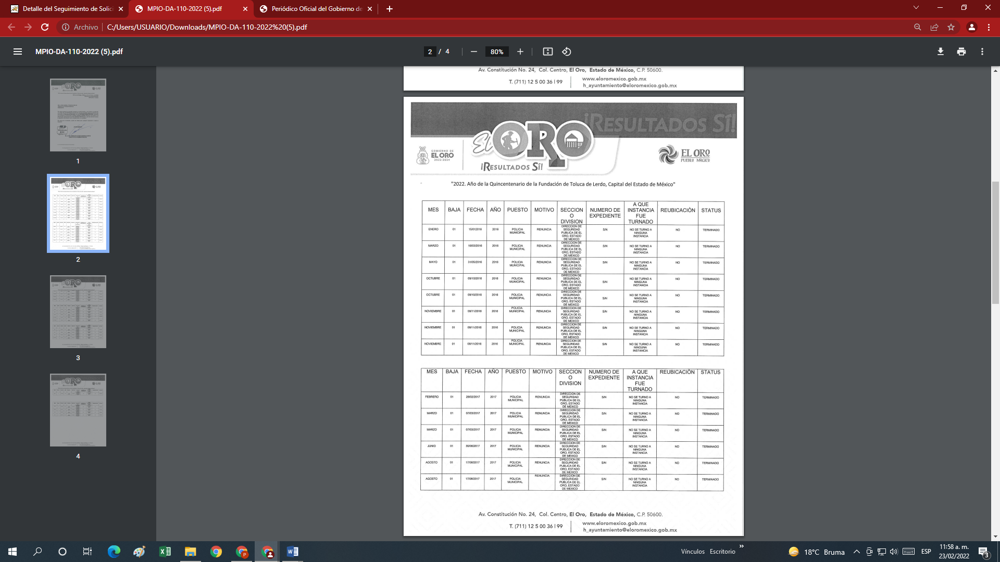 Detalle del Seguimiento de Solici
MPIO-DA-110-2022 (5).pdf
Periódico Oficial del Gobierno de
Archivo
C:/Users/USUARIO/Downloads/MPIO-DA-110-2022%20(5).pdf
MPIO-DA-110-2022 (5).pdf
2 / 4
80%
1
2
3
4
Av. Constitución No. 24, Col. Centro, El Oro, Estado de México, C.P. 50600.
T. (711) 12 5 00 36 | 99
www.eloromexico.gob.mx
h_ayuntamiento@eloromexico.gob.mx
¡RESULTADOS SÍ!
GOBIERNO DE
EL ORO
2022-2024
El ORO
¡RESULTADOS SÍ!
EL ORO
PUEBLO MÁGICO
"2022. Año de la Quincentenario de la Fundación de Toluca de Lerdo, Capital del Estado de México"
MES BAJA FECHA AÑO PUESTO MOTIVO SECCION O DIVISION NUMERO DE EXPEDIENTE A QUE INSTANCIA FUE TURNADO REUBICACIÓN STATUS
ENERO 01 15/012016 2016 POLICIA MUNICIPAL RENUNCIA DIRECCION DE SEGURIDAD PUBLICA DE EL ORO, ESTADO DE MEXICO S/N NO SE TURNO A NINGUNA INSTANCIA NO TERMINADO
MARZO 01 16/03/2016 2016 POLICIA MUNICIPAL RENUNCIA DIRECCION DE SEGURIDAD PUBLICA DE EL ORO, ESTADO DE MEXICO S/N NO SE TURNO A NINGUNA INSTANCIA NO TERMINADO
MAYO 01 31/05/2016 2016 POLICIA MUNICIPAL RENUNCIA DIRECCION DE SEGURIDAD PUBLICA DE EL ORO, ESTADO DE MEXICO S/N NO SE TURNO A NINGUNA INSTANCIA NO TERMINADO
OCTUBRE 01 09/10/2016 2016 POLICIA MUNICIPAL RENUNCIA DIRECCION DE SEGURIDAD PUBLICA DE EL ORO, ESTADO DE MEXICO S/N NO SE TURNO A NINGUNA INSTANCIA NO TERMINADO
OCTUBRE 01 09/10/2016 2016 POLICIA MUNICIPAL RENUNCIA DIRECCION DE SEGURIDAD PUBLICA DE EL ORO, ESTADO DE MEXICO S/N NO SE TURNO A NINGUNA INSTANCIA NO TERMINADO
NOVIEMBRE 01 09/11/2016 2016 POLICIA MUNICIPAL RENUNCIA DIRECCION DE SEGURIDAD PUBLICA DE EL ORO, ESTADO DE MEXICO S/N NO SE TURNO A NINGUNA INSTANCIA NO TERMINADO
NOVIEMBRE 01 09/11/2016 2016 POLICIA MUNICIPAL RENUNCIA DIRECCION DE SEGURIDAD PUBLICA DE EL ORO, ESTADO DE MEXICO S/N NO SE TURNO A NINGUNA INSTANCIA NO TERMINADO
NOVIEMBRE 01 2016 POLICIA MUNICIPAL RENUNCIA DIRECCION DE SEGURIDAD PUBLICA DE EL ORO, ESTADO DE MEXICO S/N NO SE TURNO A NINGUNA INSTANCIA NO TERMINADO
MES BAJA FECHA AÑO PUESTO MOTIVO SECCION O DIVISION NUMERO DE EXPEDIENTE A QUE INSTANCIA FUE TURNADO REUBICACIÓN STATUS
FEBRERO 01 28/02/2017 2017 POLICIA MUNICIPAL RENUNCIA DIRECCION DE SEGURIDAD PUBLICA DE EL ORO, ESTADO DE MEXICO S/N NO SE TURNO A NINGUNA INSTANCIA NO TERMINADO
MARZO 01 07/03/2017 2017 POLICIA MUNICIPAL RENUNCIA DIRECCION DE SEGURIDAD PUBLICA DE EL ORO, ESTADO DE MEXICO S/N NO SE TURNO A NINGUNA INSTANCIA NO TERMINADO
MARZO 01 07/03/2017 2017 POLICIA MUNICIPAL RENUNCIA DIRECCION DE SEGURIDAD PUBLICA DE EL ORO, ESTADO DE MEXICO S/N NO SE TURNO A NINGUNA INSTANCIA NO TERMINADO
JUNIO 01 30/06/2017 2017 POLICIA MUNICIPAL RENUNCIA DIRECCION DE SEGURIDAD PUBLICA DE EL ORO, ESTADO DE MEXICO S/N NO SE TURNO A NINGUNA INSTANCIA NO TERMINADO
AGOSTO 01 17/08/2017 2017 POLICIA MUNICIPAL RENUNCIA DIRECCION DE SEGURIDAD PUBLICA DE EL ORO, ESTADO DE MEXICO S/N NO SE TURNO A NINGUNA INSTANCIA NO TERMINADO
AGOSTO 01 17/08/2017 2017 POLICIA MUNICIPAL RENUNCIA DIRECCION DE SEGURIDAD PUBLICA DE EL ORO, ESTADO DE MEXICO S/N NO SE TURNO A NINGUNA INSTANCIA NO TERMINADO
Av. Constitución No. 24, Col. Centro, El Oro, Estado de México, C.P. 50600.
T. (711) 12 5 00 36 | 99
www.eloromexico.gob.mx
h_ayuntamiento@eloromexico.gob.mx
Vínculos Escritorio
18°C Bruma
ESP
11:58 a. m.
23/02/2022
3